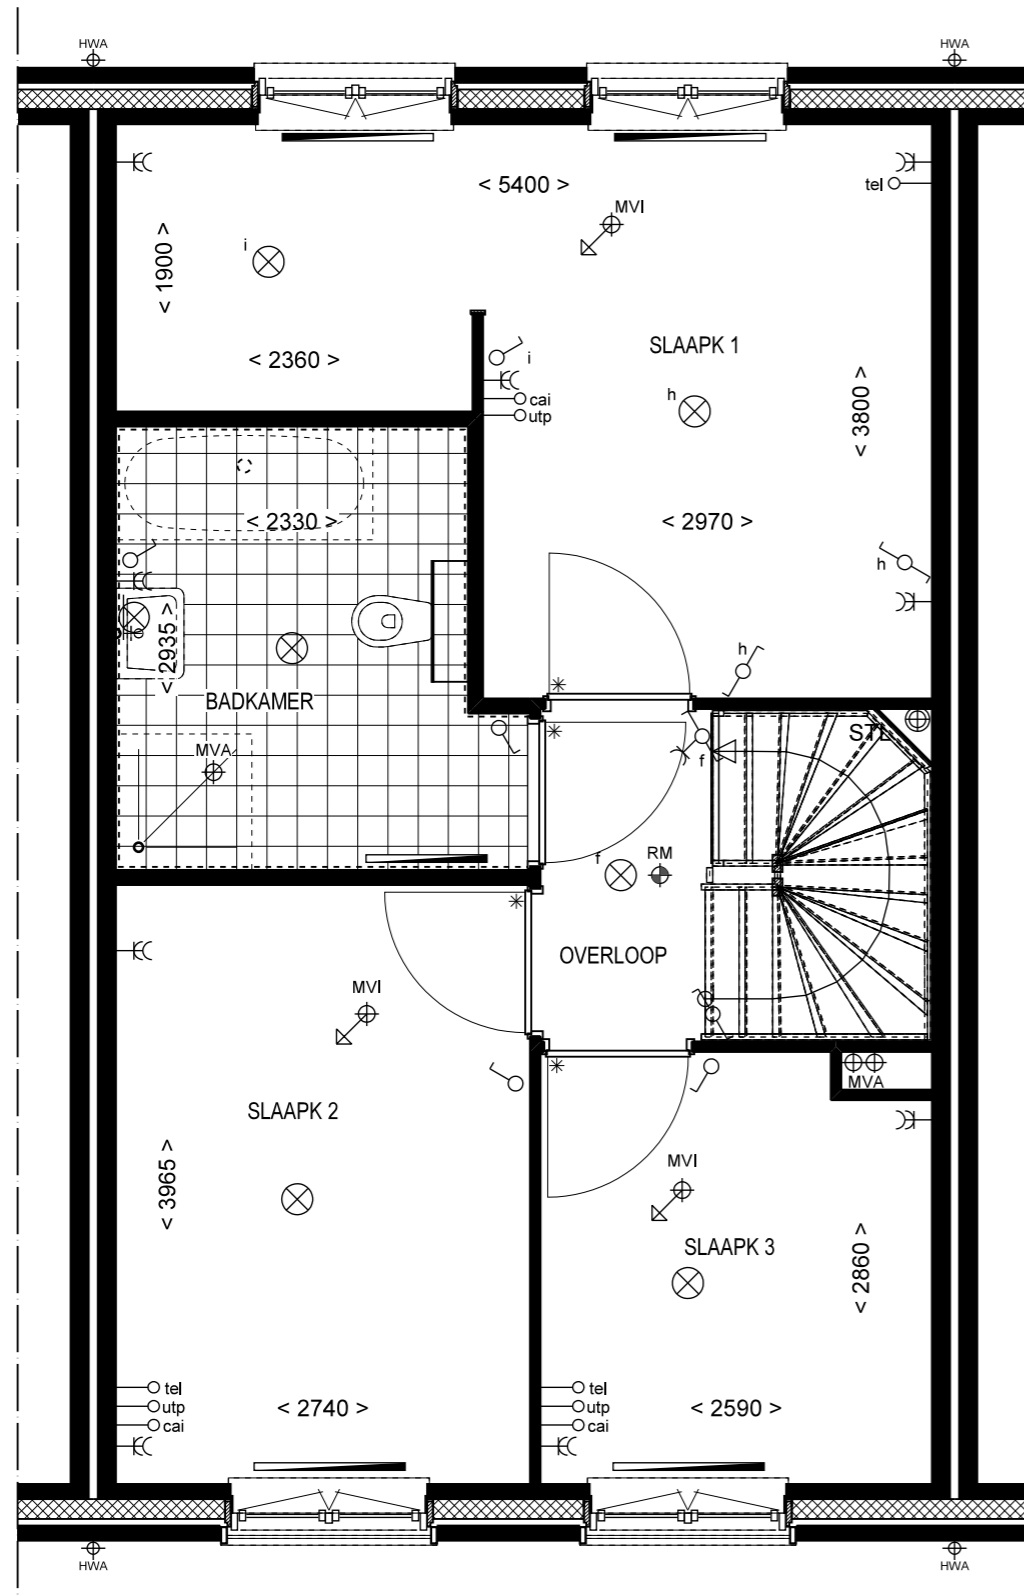 HWA
HWA
< 5400 >
tel
MVI
i
< 1900 >
SLAAPK 1
< 2360 >
i
cai
utp
h
< 3800 >
< 2330 >
< 2970 >
h
< 2935 >
h
BADKAMER
MVA
STL
f
f
RM
OVERLOOP
MVI
MVA
SLAAPK 2
< 3965 >
MVI
SLAAPK 3
< 2860 >
tel
utp
cai
< 2740 >
tel
utp
cai
< 2590 >
HWA
HWA